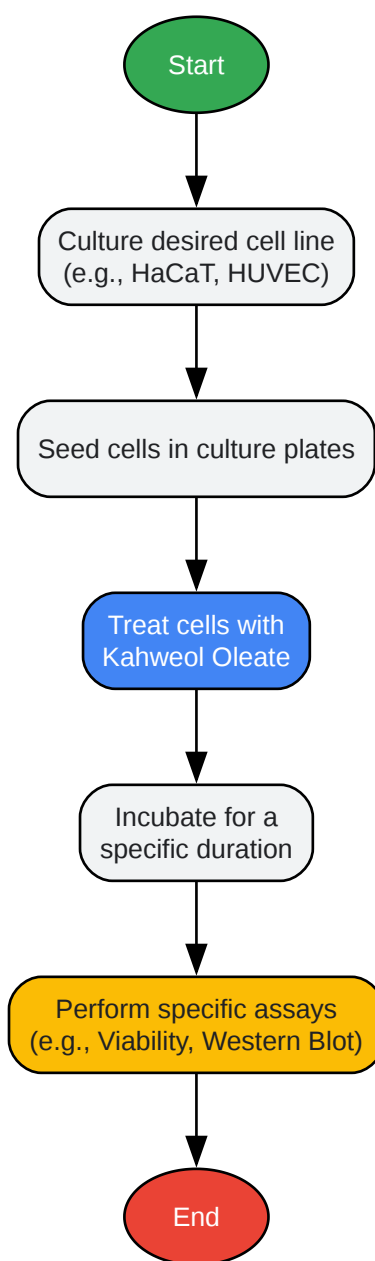 Start
Culture desired cell line
(e.g., HaCaT, HUVEC)
Seed cells in culture plates
Treat cells with
Kahweol Oleate
Incubate for a
specific duration
Perform specific assays
(e.g., Viability, Western Blot)
End